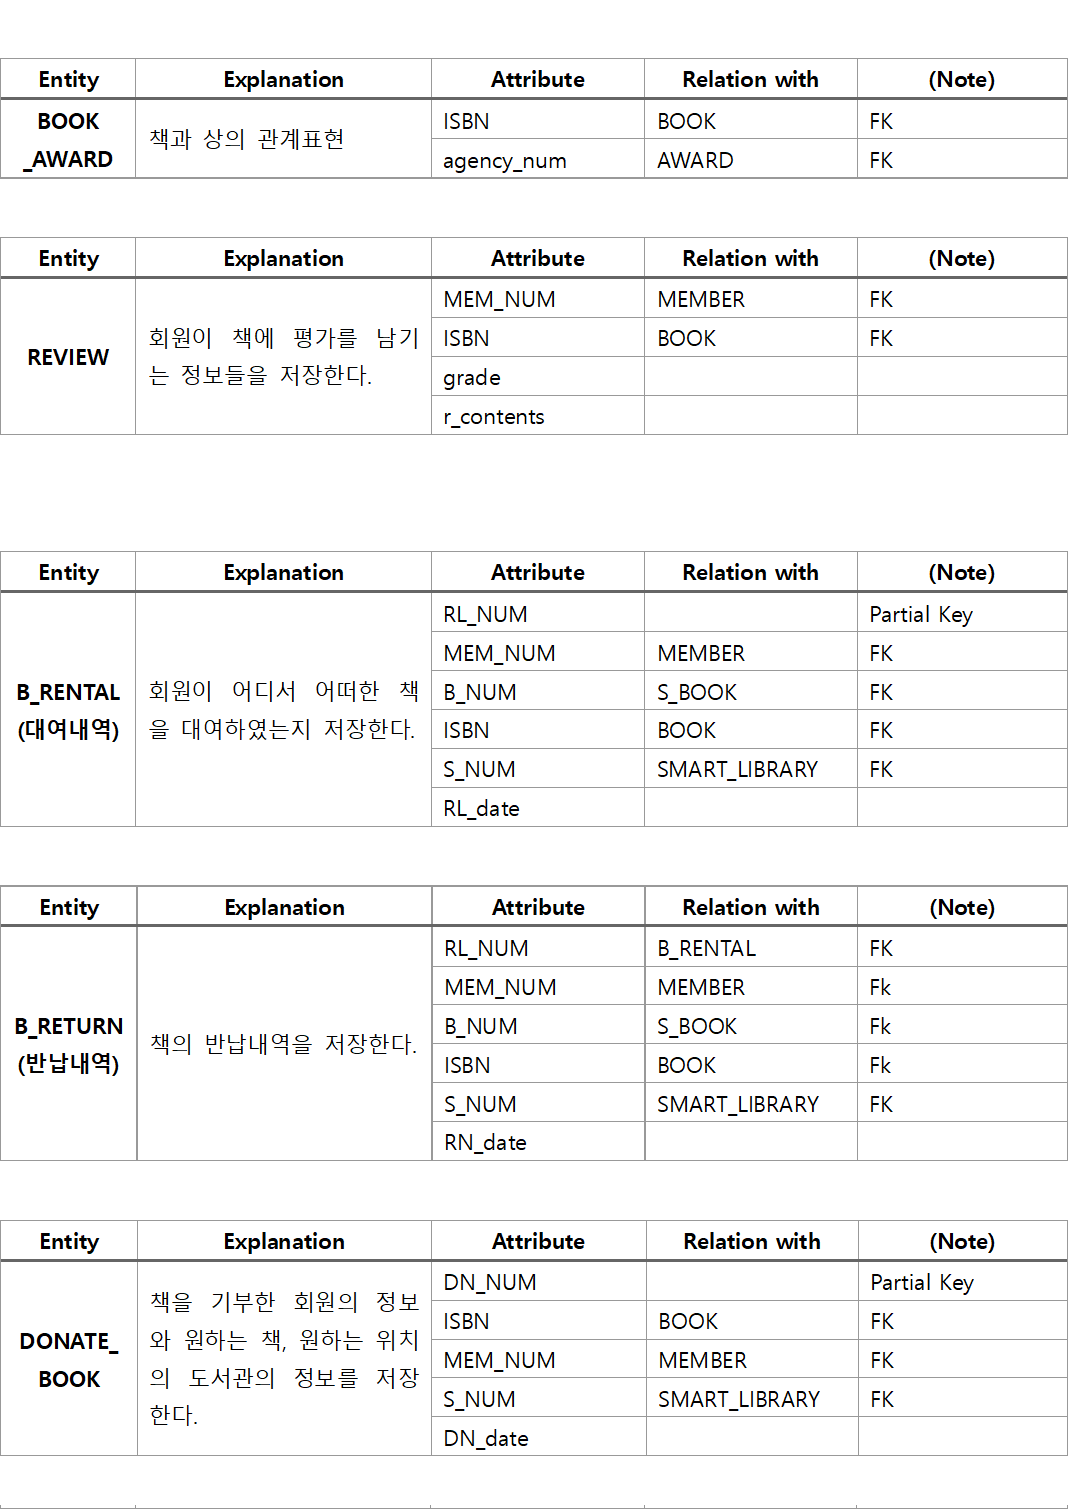 Entity Explanation Attribute Relation with (Note)
BOOK _AWARD 책과 상의 관계표현 ISBN BOOK FK
agency_num AWARD FK
Entity Explanation Attribute Relation with (Note)
REVIEW
회원이 책에 평가를 남기
는 정보들을 저장한다.
MEM_NUM MEMBER FK
ISBN BOOK FK
grade
r_contents
Entity Explanation Attribute Relation with (Note)
B_RENTAL
(대여내역)
회원이 어디서 어떠한 책
을 대여하였는지 저장한다.
RL_NUM Partial Key
MEM_NUM MEMBER FK
B_NUM S_BOOK FK
ISBN BOOK FK
S_NUM SMART_LIBRARY FK
RL_date
Entity Explanation Attribute Relation with (Note)
B_RETURN
(반납내역)
책의 반납내역을 저장한다.
RL_NUM B_RENTAL FK
MEM_NUM MEMBER Fk
B_NUM S_BOOK Fk
ISBN BOOK Fk
S_NUM SMART_LIBRARY FK
RN_date
Entity Explanation Attribute Relation with (Note)
DONATE_
BOOK
책을 기부한 회원의 정보
와 원하는 책, 원하는 위치
의 도서관의 정보를 저장
한다.
DN_NUM Partial Key
ISBN BOOK FK
MEM_NUM MEMBER FK
S_NUM SMART_LIBRARY FK
DN_date